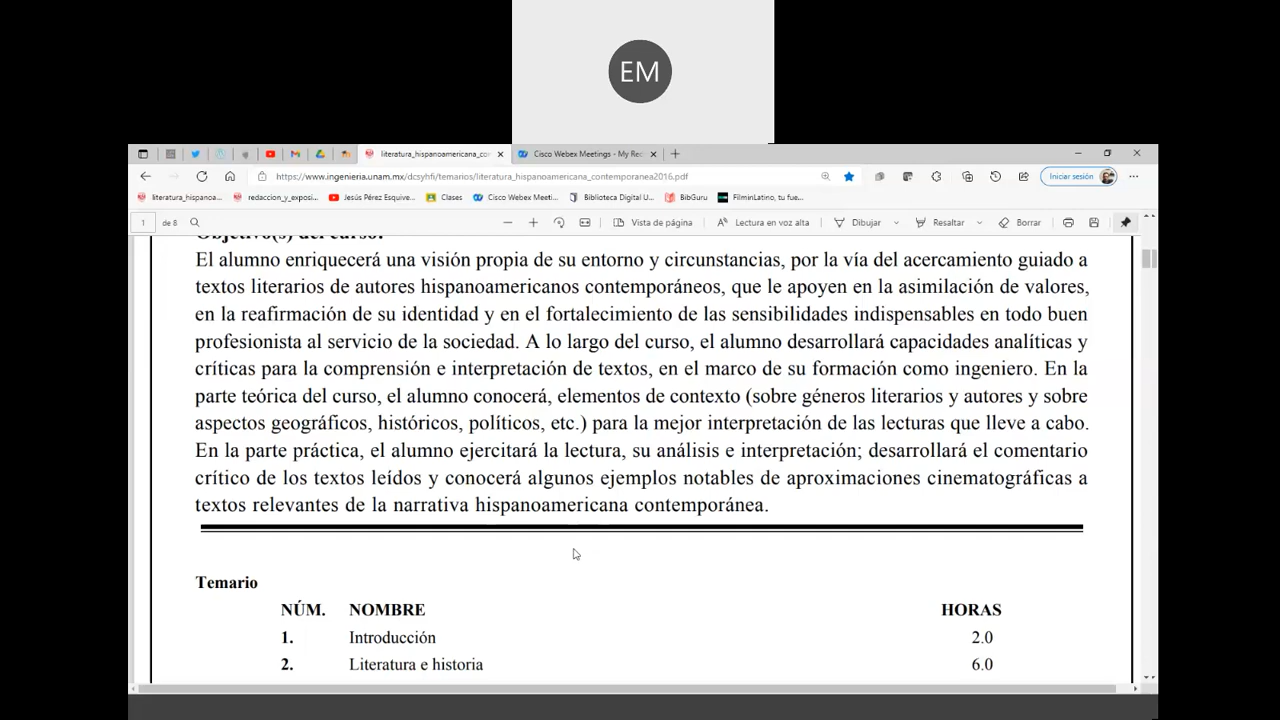 EM
literatura_hispanoamericana_co
Cisco Webex Meetings - My Rec
https://www.ingenieria.unam.mx/dcsyhfi/temarios/literatura_hispanoamericana_contemporanea2016.pdf
Iniciar sesión
literatura_hispanoa...
redaccion_y_exposi...
Jesús Pérez Esquive...
Clases
Cisco Webex Meeti...
Biblioteca Digital U...
BibGuru
FilminLatino, tu fue...
1 de 8
Vista de página
Lectura en voz alta
Dibujar
Resaltar
Borrar
Objetivo(s) del curso:
El alumno enriquecerá una visión propia de su entorno y circunstancias, por la vía del acercamiento guiado a
textos literarios de autores hispanoamericanos contemporáneos, que le apoyen en la asimilación de valores,
en la reafirmación de su identidad y en el fortalecimiento de las sensibilidades indispensables en todo buen
profesionista al servicio de la sociedad. A lo largo del curso, el alumno desarrollará capacidades analíticas y
críticas para la comprensión e interpretación de textos, en el marco de su formación como ingeniero. En la
parte teórica del curso, el alumno conocerá, elementos de contexto (sobre géneros literarios y autores y sobre
aspectos geográficos, históricos, políticos, etc.) para la mejor interpretación de las lecturas que lleve a cabo.
En la parte práctica, el alumno ejercitará la lectura, su análisis e interpretación; desarrollará el comentario
crítico de los textos leídos y conocerá algunos ejemplos notables de aproximaciones cinematográficas a
textos relevantes de la narrativa hispanoamericana contemporánea.
Temario
NÚM. NOMBRE HORAS
1. Introducción 2.0
2. Literatura e historia 6.0